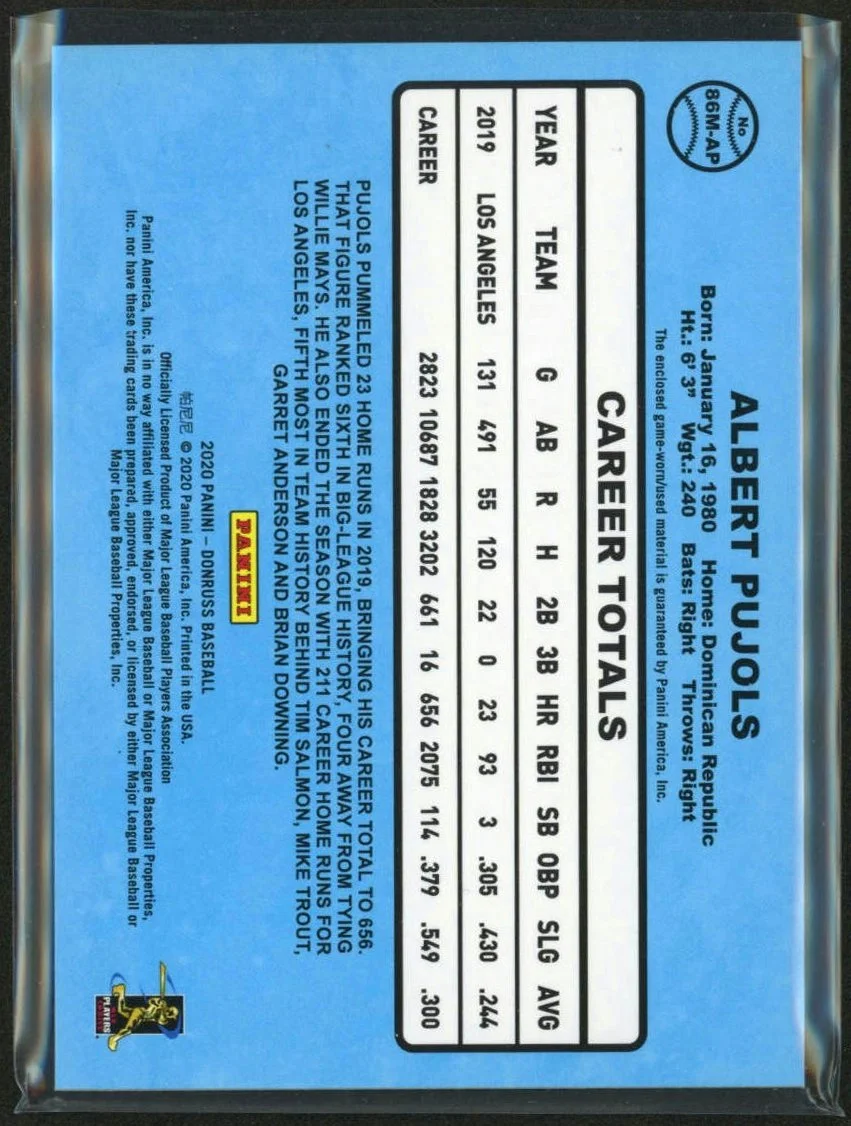 No
86M-AP
ALBERT PUJOLS
Born: January 16, 1980 Home: Dominican Republic
Ht.: 6' 3" Wgt.: 240 Bats: Right Throws: Right
The enclosed game-worn/used material is guaranteed by Panini America, Inc.
CAREER TOTALS
YEAR TEAM G AB R H 2B 3B HR RBI SB OBP SLG AVG
2019 LOS ANGELES 131 491 55 120 22 0 23 93 3 .305 .430 .244
CAREER 2823 10687 1828 3202 661 16 656 2075 114 .379 .549 .300
PUJOLS PUMMELED 23 HOME RUNS IN 2019, BRINGING HIS CAREER TOTAL TO 656.
THAT FIGURE RANKED SIXTH IN BIG-LEAGUE HISTORY, FOUR AWAY FROM TYING
WILLIE MAYS. HE ALSO ENDED THE SEASON WITH 211 CAREER HOME RUNS FOR
LOS ANGELES, FIFTH MOST IN TEAM HISTORY BEHIND TIM SALMON, MIKE TROUT,
GARRET ANDERSON AND BRIAN DOWNING.
PANINI
2020 PANINI – DONRUSS BASEBALL
帕尼尼 © 2020 Panini America, Inc. Printed in the USA.
Officially Licensed Product of Major League Baseball Players Association
Panini America, Inc. is in no way affiliated with either Major League Baseball or Major League Baseball Properties,
Inc. nor have these trading cards been prepared, approved, endorsed, or licensed by either Major League Baseball or
Major League Baseball Properties, Inc.
PLAYERS